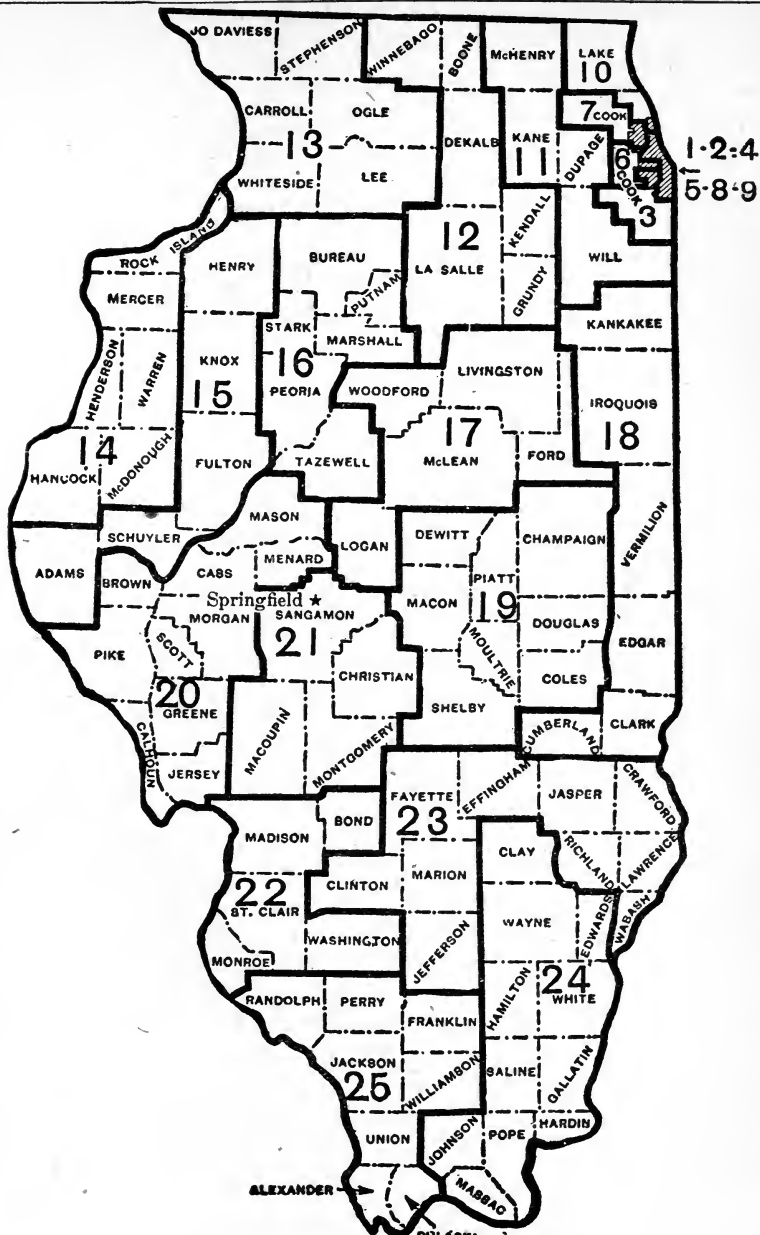 JO DAVIESS
STEPHENSON
WINNEBAGO
BOONE
McHENRY
LAKE
10
CARROLL
OGLE
7 COOK
DEKALB
KANE
11
DUPAGE
6
COOK
1·2·4
5·8·9
13
WHITESIDE
LEE
3
ROCK ISLAND
HENRY
BUREAU
12
LA SALLE
KENDALL
WILL
PUTNAM
GRUNDY
MERCER
STARK
MARSHALL
KANKAKEE
HENDERSON
WARREN
KNOX
15
16
PEORIA
WOODFORD
LIVINGSTON
IROQUOIS
18
14
17
HANCOCK
McDONOUGH
FULTON
TAZEWELL
McLEAN
FORD
MASON
SCHUYLER
LOGAN
DEWITT
CHAMPAIGN
VERMILION
ADAMS
BROWN
CASS
MENARD
PIATT
Springfield ★
MORGAN
SANGAMON
MACON
19
DOUGLAS
EDGAR
PIKE
SCOTT
21
MOULTRIE
20
CHRISTIAN
COLES
GREENE
SHELBY
CALHOUN
MACOUPIN
MONTGOMERY
CUMBERLAND
CLARK
JERSEY
FAYETTE
EFFINGHAM
JASPER
CRAWFORD
MADISON
BOND
23
CLAY
RICHLAND
LAWRENCE
22
CLINTON
MARION
ST. CLAIR
WAYNE
EDWARDS
WABASH
WASHINGTON
JEFFERSON
MONROE
HAMILTON
24
WHITE
RANDOLPH
PERRY
FRANKLIN
JACKSON
25
WILLIAMSON
SALINE
GALLATIN
UNION
JOHNSON
POPE
HARDIN
ALEXANDER
MASSAC